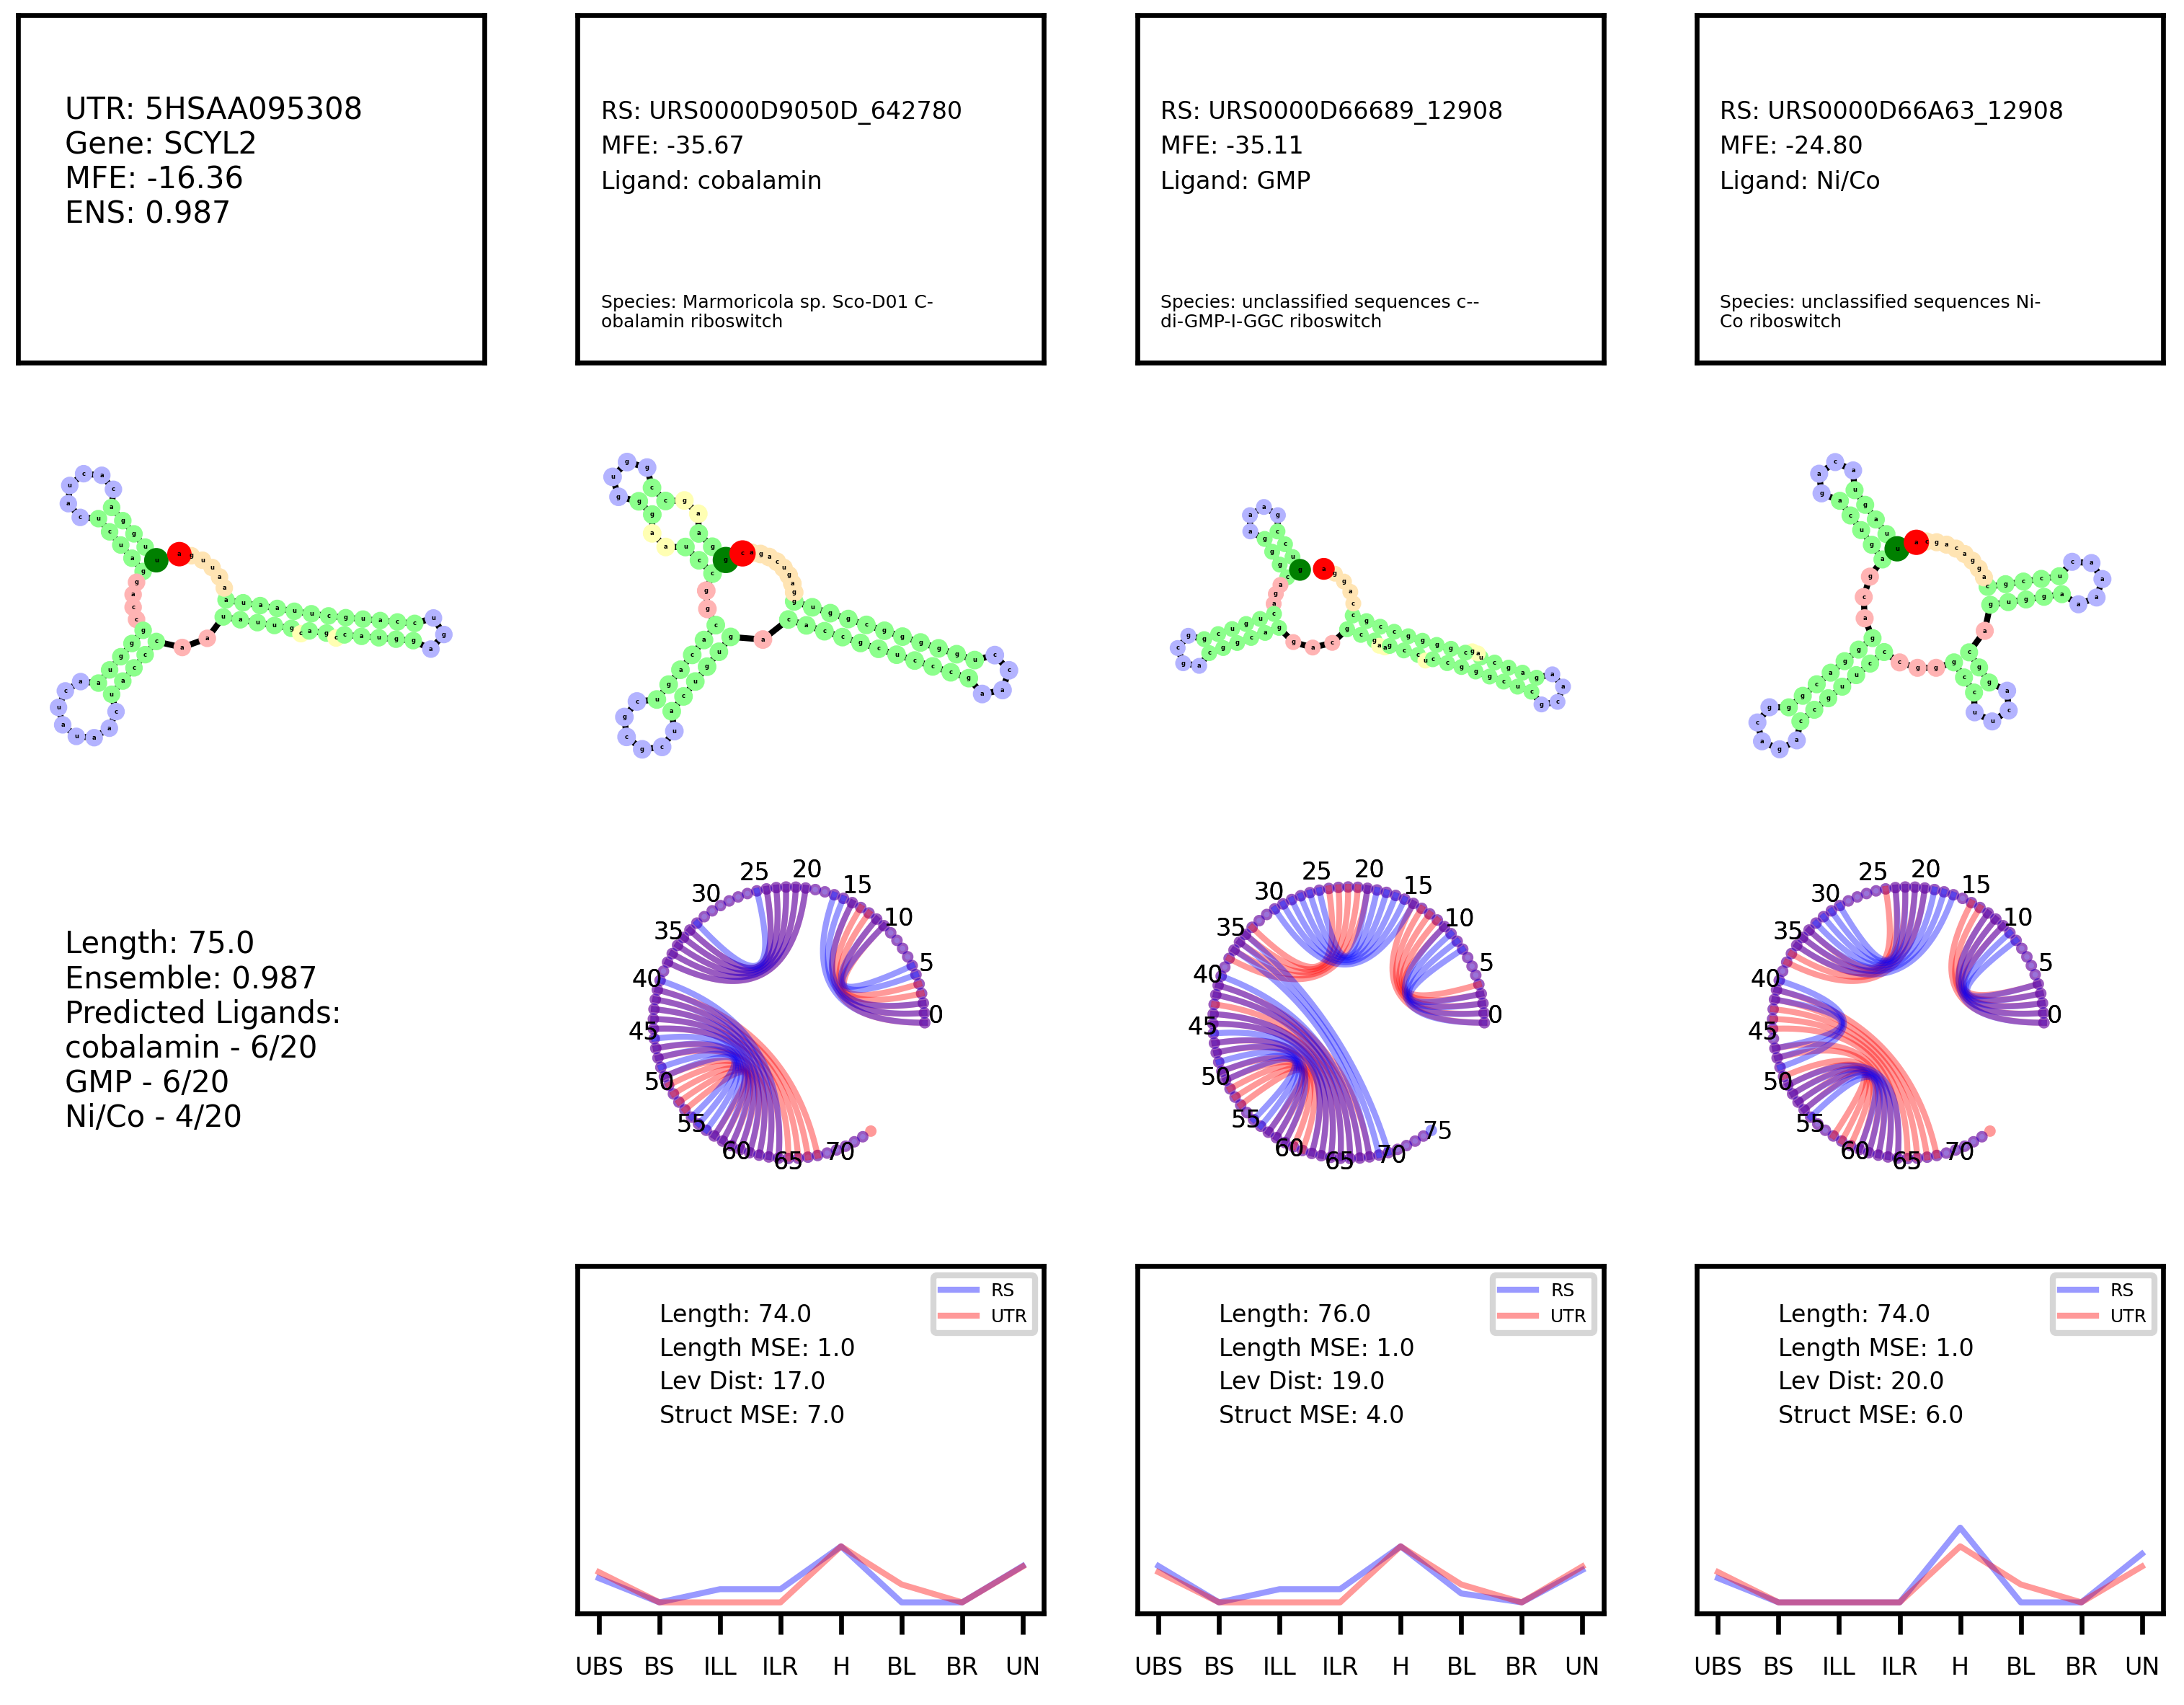 UTR: 5HSAA095308
Gene: SCYL2
MFE: -16.36
ENS: 0.987
RS: URS0000D9050D_642780
MFE: -35.67
Ligand: cobalamin
Species: Marmoricola sp. Sco-D01 C-
obalamin riboswitch
RS: URS0000D66689_12908
MFE: -35.11
Ligand: GMP
Species: unclassified sequences c--
di-GMP-I-GGC riboswitch
RS: URS0000D66A63_12908
MFE: -24.80
Ligand: Ni/Co
Species: unclassified sequences Ni-
Co riboswitch
Length: 75.0
Ensemble: 0.987
Predicted Ligands:
cobalamin - 6/20
GMP - 6/20
Ni/Co - 4/20
0
5
10
15
20
25
30
35
40
45
50
55
60
65
70
0
5
10
15
20
25
30
35
40
45
50
55
60
65
70
75
0
5
10
15
20
25
30
35
40
45
50
55
60
65
70
RS
UTR
Length: 74.0
Length MSE: 1.0
Lev Dist: 17.0
Struct MSE: 7.0
UBS BS ILL ILR H BL BR UN
RS
UTR
Length: 76.0
Length MSE: 1.0
Lev Dist: 19.0
Struct MSE: 4.0
UBS BS ILL ILR H BL BR UN
RS
UTR
Length: 74.0
Length MSE: 1.0
Lev Dist: 20.0
Struct MSE: 6.0
UBS BS ILL ILR H BL BR UN